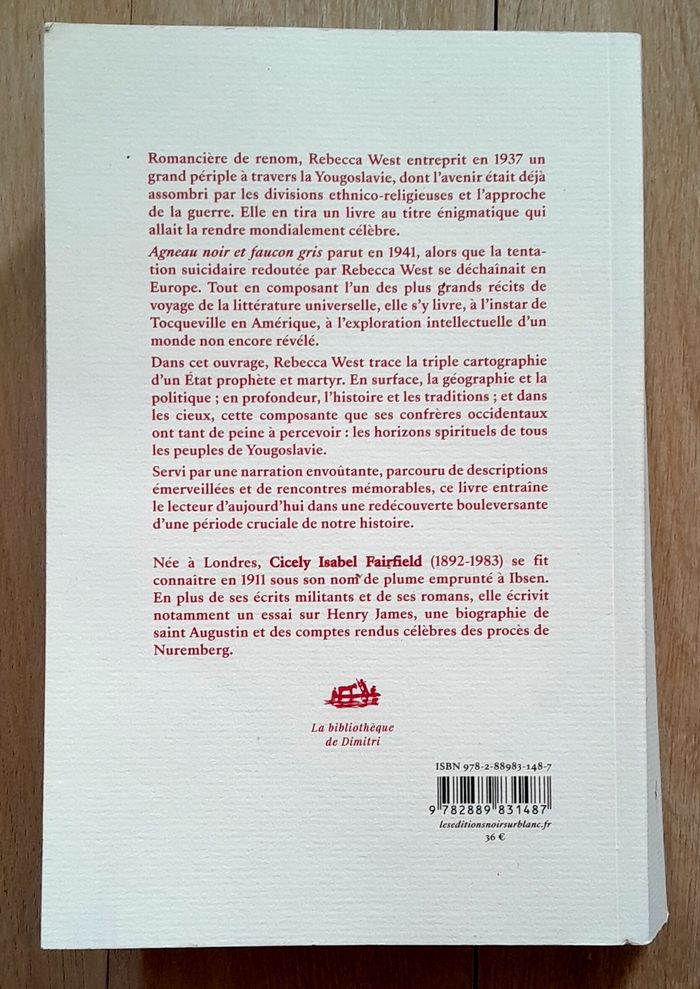 Romancière de renom, Rebecca West entreprit en 1937 un
grand périple à travers la Yougoslavie, dont l'avenir était déjà
assombri par les divisions ethnico-religieuses et l'approche
de la guerre. Elle en tira un livre au titre énigmatique qui
allait la rendre mondialement célèbre.
Agneau noir et faucon gris parut en 1941, alors que la tenta-
tion suicidaire redoutée par Rebecca West se déchaînait en
Europe. Tout en composant l'un des plus grands récits de
voyage de la littérature universelle, elle s'y livre, à l'instar de
Tocqueville en Amérique, à l'exploration intellectuelle d'un
monde non encore révélé.
Dans cet ouvrage, Rebecca West trace la triple cartographie
d'un État prophète et martyr. En surface, la géographie et la
politique ; en profondeur, l'histoire et les traditions ; et dans
les cieux, cette composante que ses confrères occidentaux
ont tant de peine à percevoir : les horizons spirituels de tous
les peuples de Yougoslavie.
Servi par une narration envoûtante, parcouru de descriptions
émerveillées et de rencontres mémorables, ce livre entraîne
le lecteur d'aujourd'hui dans une redécouverte bouleversante
d'une période cruciale de notre histoire.
Née à Londres, Cicely Isabel Fairfield (1892-1983) se fit
connaître en 1911 sous son nom de plume emprunté à Ibsen.
En plus de ses écrits militants et de ses romans, elle écrivit
notamment un essai sur Henry James, une biographie de
saint Augustin et des comptes rendus célèbres des procès de
Nuremberg.
La bibliothèque
de Dimitri
ISBN 978-2-88983-148-7
9 782889 831487
leseditionsnoirsurblanc.fr
36 €